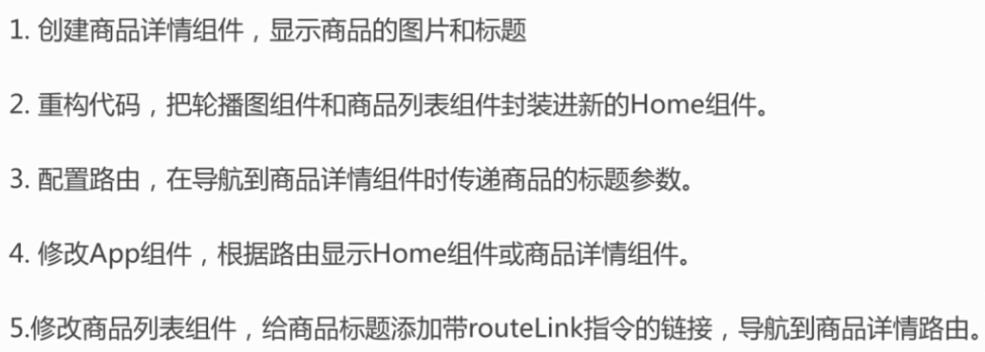 1. 创建商品详情组件，显示商品的图片和标题
2. 重构代码，把轮播图组件和商品列表组件封装进新的Home组件。
3. 配置路由，在导航到商品详情组件时传递商品的标题参数。
4. 修改App组件，根据路由显示Home组件或商品详情组件。
5.修改商品列表组件，给商品标题添加带routeLink指令的链接，导航到商品详情路由。